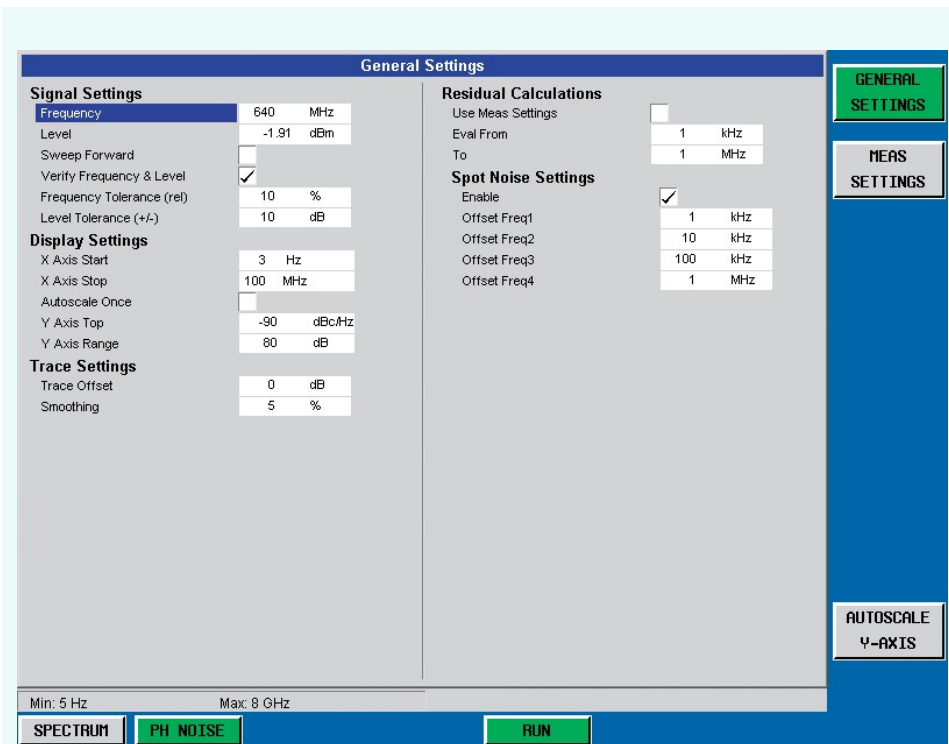 General Settings
Signal Settings
Frequency 640 MHz
Level -1.91 dBm
Sweep Forward
Verify Frequency & Level
Frequency Tolerance (rel) 10 %
Level Tolerance (+/-) 10 dB
Display Settings
X Axis Start 3 Hz
X Axis Stop 100 MHz
Autoscale Once
Y Axis Top -90 dBc/Hz
Y Axis Range 80 dB
Trace Settings
Trace Offset 0 dB
Smoothing 5 %
Residual Calculations
Use Meas Settings
Eval From 1 kHz
To 1 MHz
Spot Noise Settings
Enable
Offset Freq1 1 kHz
Offset Freq2 10 kHz
Offset Freq3 100 kHz
Offset Freq4 1 MHz
GENERAL
SETTINGS
MEAS
SETTINGS
AUTOSCALE
Y-AXIS
Min: 5 Hz Max: 8 GHz
SPECTRUM PH NOISE RUN